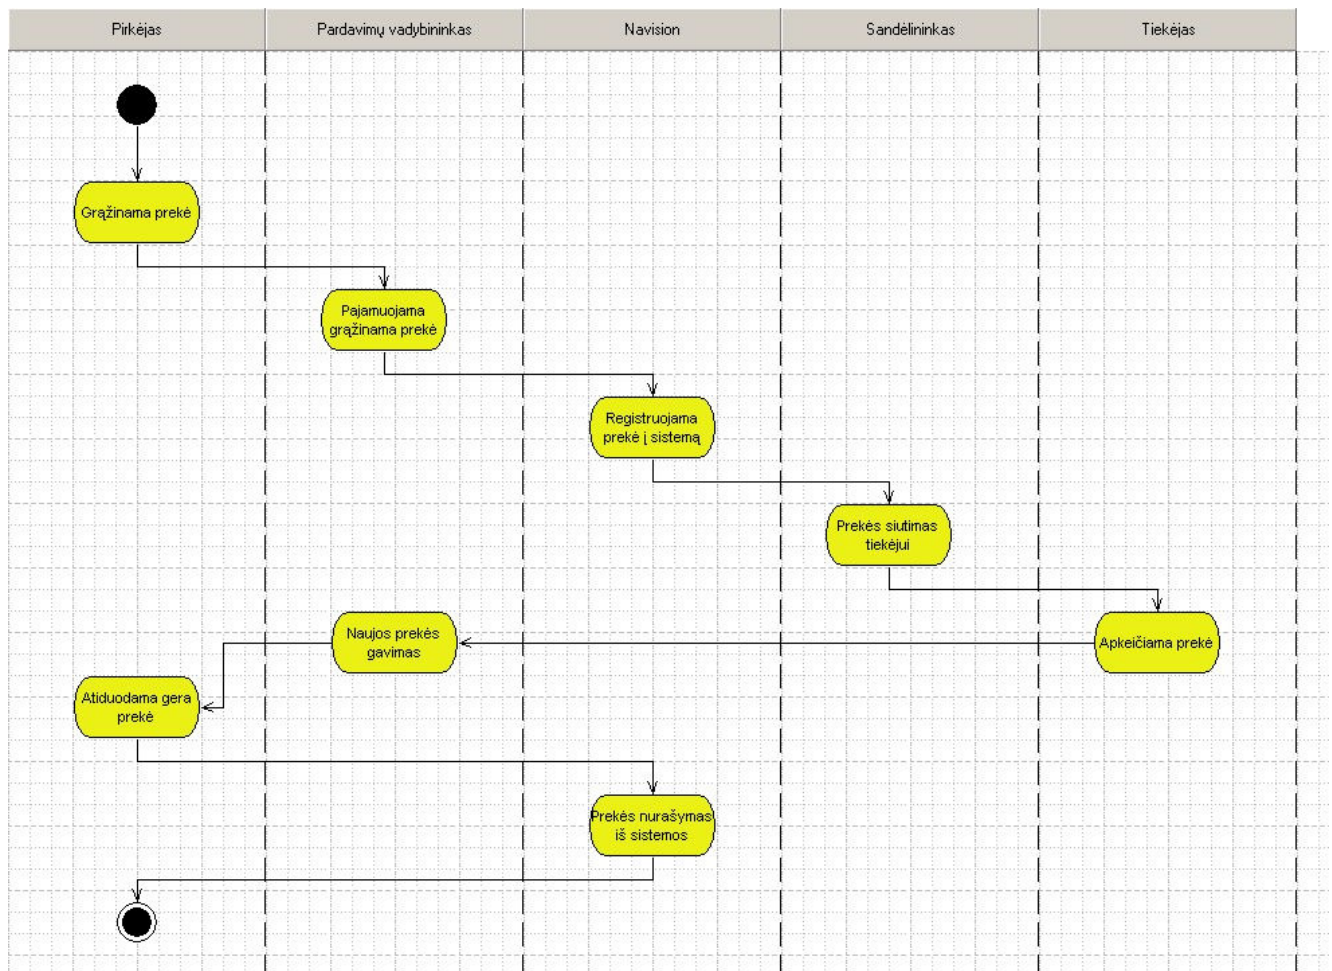 Pirkėjas
Pardavimų vadybininkas
Navision
Sandėlininkas
Tiekėjas
Grąžinama prekė
Pajamuojama
grąžinama prekė
Registruojama
prekė į sistemą
Prekės siutimas
tiekėjui
Naujos prekės
gavimas
Apkeičiama prekė
Atiduodama gera
prekė
Prekės nurašymas
iš sistemos